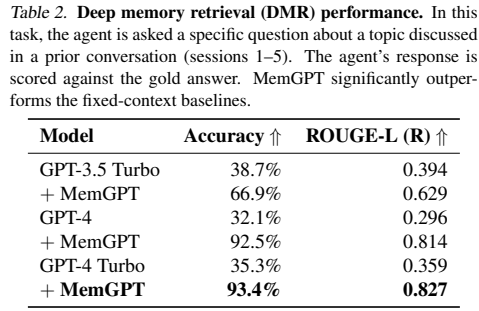 Table 2. Deep memory retrieval (DMR) performance. In this
task, the agent is asked a specific question about a topic discussed
in a prior conversation (sessions 1–5). The agent's response is
scored against the gold answer. MemGPT significantly outper-
forms the fixed-context baselines.
Model Accuracy ⇑ ROUGE-L (R) ⇑
GPT-3.5 Turbo 38.7% 0.394
+ MemGPT 66.9% 0.629
GPT-4 32.1% 0.296
+ MemGPT 92.5% 0.814
GPT-4 Turbo 35.3% 0.359
+ MemGPT 93.4% 0.827